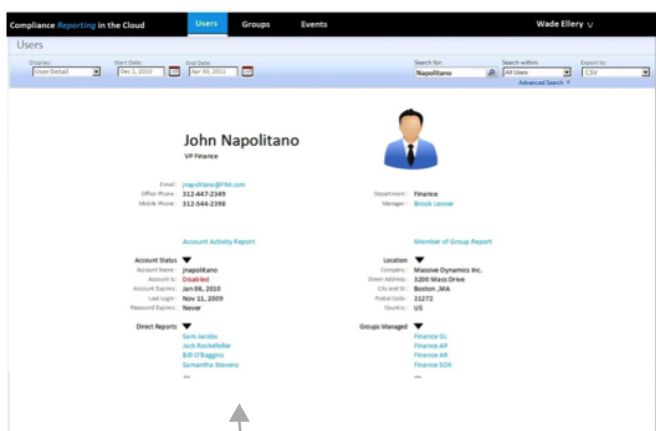 Compliance Reporting in the Cloud Users Groups Events Wade Ellery
Users
Display: Start Date: End Date: Search for: Search within: Export to:
User Detail Dec 1, 2010 Apr 30, 2011 Napolitano All Users CSV
Advanced Search
John Napolitano
VP Finance
Email: jnapolitano@FIM.com
Office Phone: 312-447-2349 Department: Finance
Mobile Phone: 312-544-2398 Manager: Brook Lesner
Account Activity Report Member of Group Report
Account Status Location
Account Name: jnapolitano Company: Massive Dynamics Inc.
Account is: Disabled Street Address: 3200 Mass Drive
Account Expires: Jan 06, 2010 City and St: Boston ,MA
Last Login: Nov 11, 2009 Postal Code: 31272
Password Expires: Never Country: US
Direct Reports Groups Managed
Sam Jacobs Finance GL
Jack Rockefeller Finance AP
Bill O'Baggins Finance AR
Samantha Stevens Finance SOX
... ...